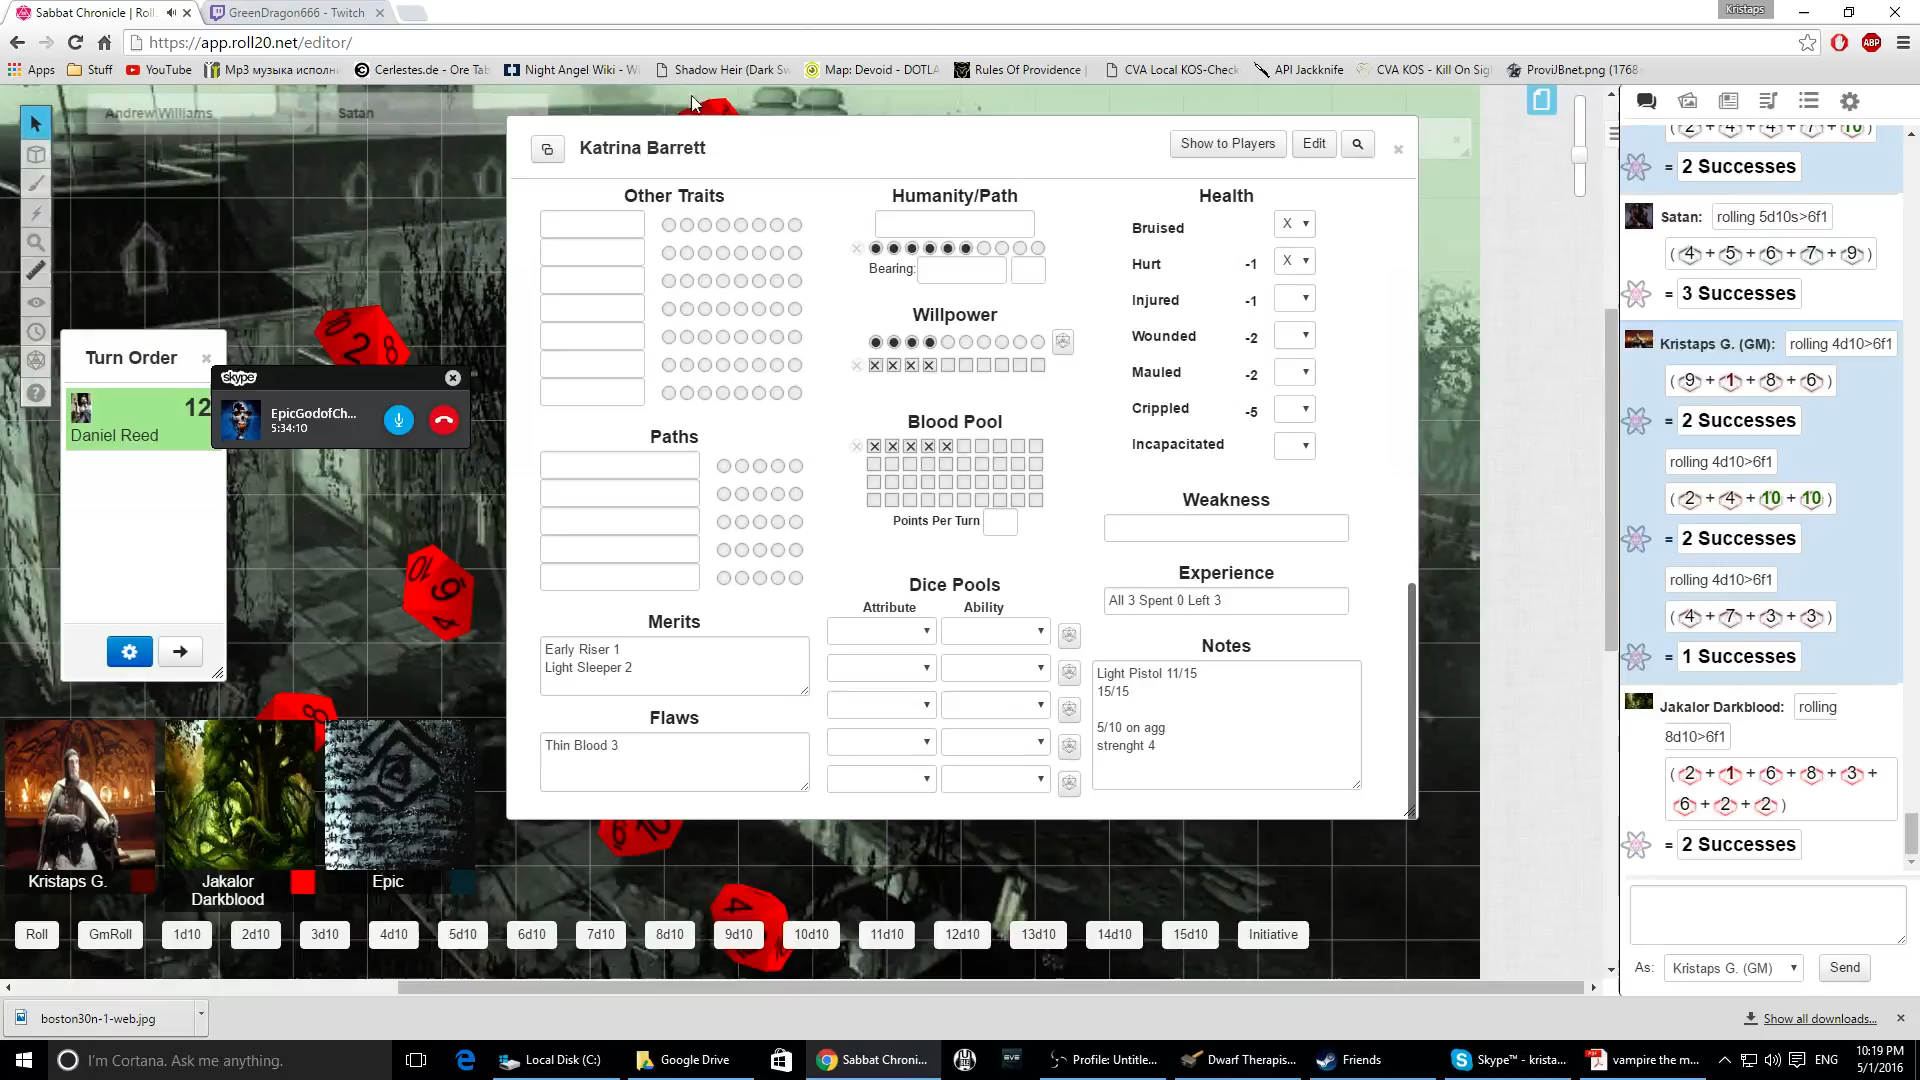 Sabbat Chronicle | Roll.
GreenDragon666 - Twitch
Kristaps
https://app.roll20.net/editor/
Apps
Stuff
YouTube
Mp3 музыка исполни
Cerlestes.de - Ore Tab
Night Angel Wiki - Wi
Shadow Heir (Dark Sw
Map: Devoid - DOTLA
Rules Of Providence
CVA Local KOS-Check
API Jackknife
CVA KOS - Kill On Sigl
ProviJBnet.png (1768×
Andrew Williams
Satan
Katrina Barrett
Show to Players
Edit
Other Traits
Humanity/Path
Bearing:
Willpower
Blood Pool
Points Per Turn
Health
Bruised X
Hurt -1 X
Injured -1
Wounded -2
Mauled -2
Crippled -5
Incapacitated
Paths
Weakness
Experience
All 3 Spent 0 Left 3
Dice Pools
Attribute Ability
Merits
Early Riser 1
Light Sleeper 2
Flaws
Thin Blood 3
Notes
Light Pistol 11/15
15/15
5/10 on agg
strenght 4
Turn Order
12
Daniel Reed
skype
EpicGodofCh...
5:34:10
Kristaps G.
Jakalor
Darkblood
Epic
Roll
GmRoll
1d10
2d10
3d10
4d10
5d10
6d10
7d10
8d10
9d10
10d10
11d10
12d10
13d10
14d10
15d10
Initiative
(2+4+4+7+10)
= 2 Successes
Satan: rolling 5d10s>6f1
(4+5+6+7+9)
= 3 Successes
Kristaps G. (GM): rolling 4d10>6f1
(9+1+8+6)
= 2 Successes
rolling 4d10>6f1
(2+4+10+10)
= 2 Successes
rolling 4d10>6f1
(4+7+3+3)
= 1 Successes
Jakalor Darkblood: rolling
8d10>6f1
(2+1+6+8+3+
6+2+2)
= 2 Successes
As: Kristaps G. (GM)
Send
boston30n-1-web.jpg
Show all downloads...
I'm Cortana. Ask me anything.
Local Disk (C:)
Google Drive
Sabbat Chroni...
Profile: Untitle...
Dwarf Therapis...
Friends
Skype™ - krista...
vampire the m...
ENG
10:19 PM
5/1/2016